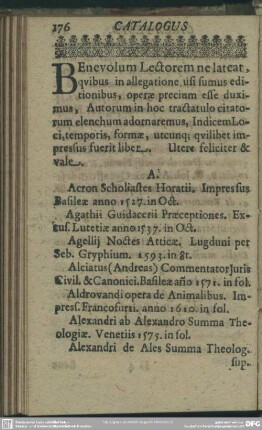 176 CATALOGUS
BEnevolum Lectorem ne lateat,
qvibus in allegatione usi sumus edi-
tionibus, operæ precium esse duxi-
mus, Autorum in hoc tractatulo citato-
rum elenchum adornaremus, Indicem Lo-
ci, temporis, formæ, utcunq; qvilibet im-
pressus fuerit liber. Utere feliciter &
vale.
A.
Acron Scholiastes Horatii. Impressus
Basileæ anno 1527. in Oct.
Agathii Guidacerii Præceptiones. Ex-
cus. Lutetiæ anno 1537. in Oct.
Agellij Noctes Atticæ. Lugduni per
Seb. Gryphium. 1593. in 8t.
Alciatus (Andreas) Commentator Juris
Civil. & Canonici. Basileæ año 1571. in fol.
Aldrovandi opera de Animalibus. Im-
press. Francofurti. anno 1610. in fol.
Alexandri ab Alexandro Summa The-
ologiæ. Venetiis 1575. in fol.
Alexandri de Ales Summa Theolog.
sup.